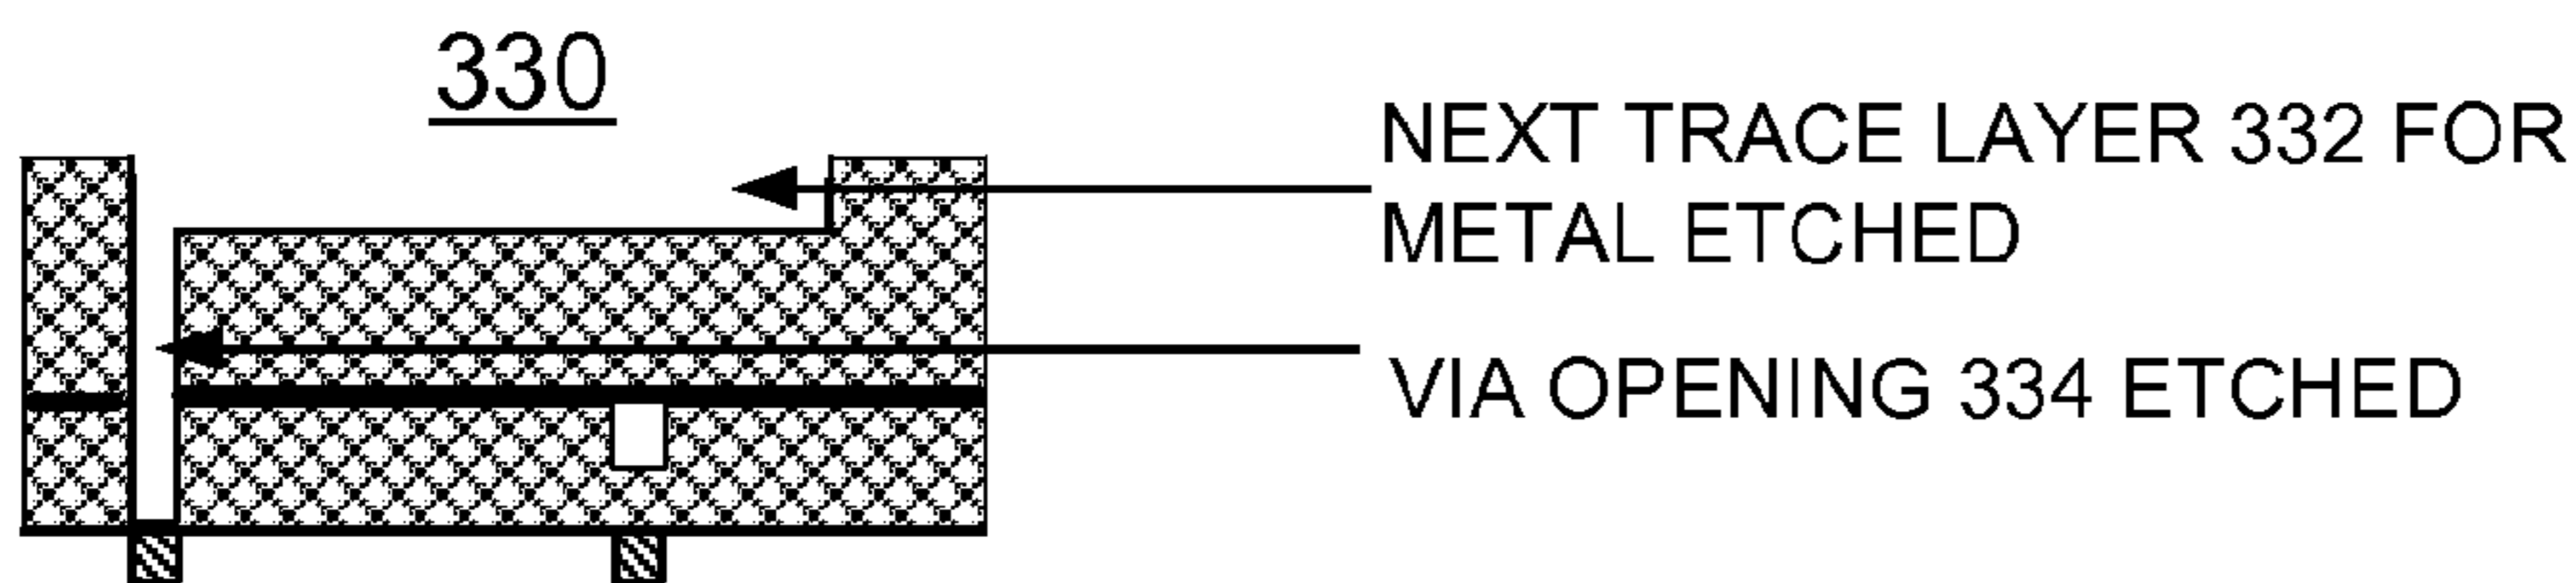 330
NEXT TRACE LAYER 332 FOR
METAL ETCHED
VIA OPENING 334 ETCHED